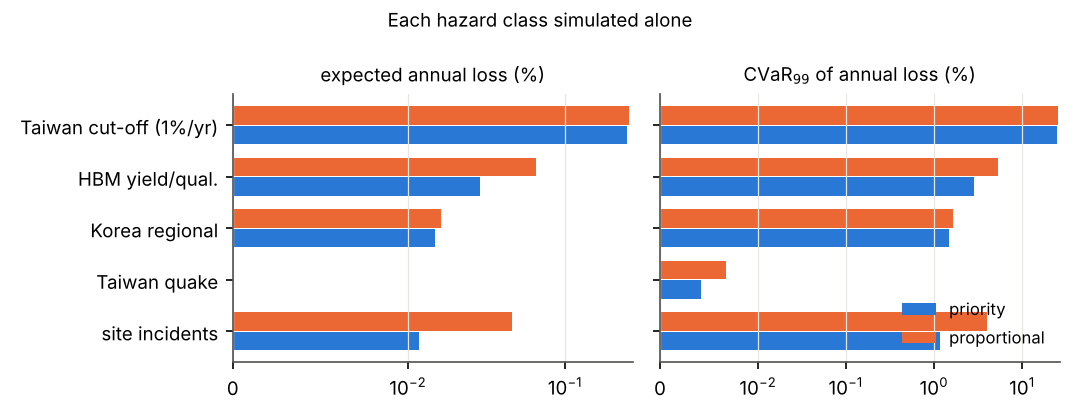 Each hazard class simulated alone
expected annual loss (%)
CVaR₉₉ of annual loss (%)
Taiwan cut-off (1%/yr)
HBM yield/qual.
Korea regional
Taiwan quake
site incidents
priority
proportional
0 10⁻² 10⁻¹
0 10⁻² 10⁻¹ 10⁰ 10¹